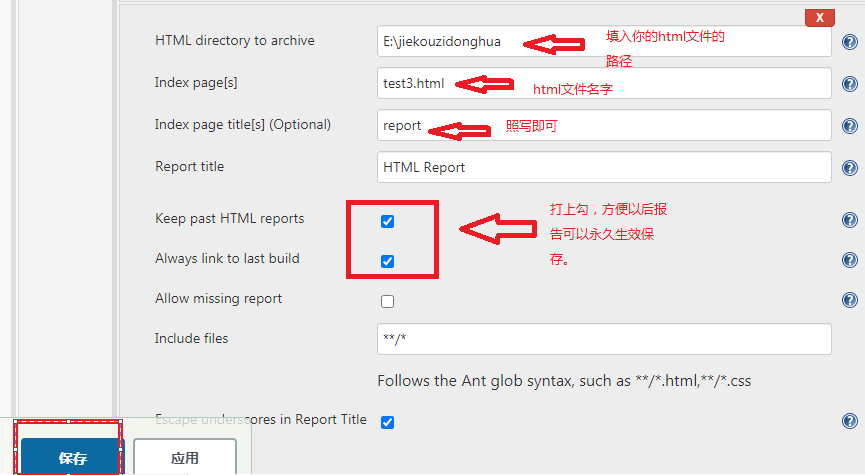 X
HTML directory to archive
E:\jiekouzidonghua
填入你的html文件的
路径
Index page[s]
test3.html
html文件名字
Index page title[s] (Optional)
report
照写即可
Report title
HTML Report
Keep past HTML reports
打上勾，方便以后报
告可以永久生效保
存。
Always link to last build
Allow missing report
Include files
**/*
Follows the Ant glob syntax, such as **/*.html,**/*.css
Escape underscores in Report Title
保存
应用